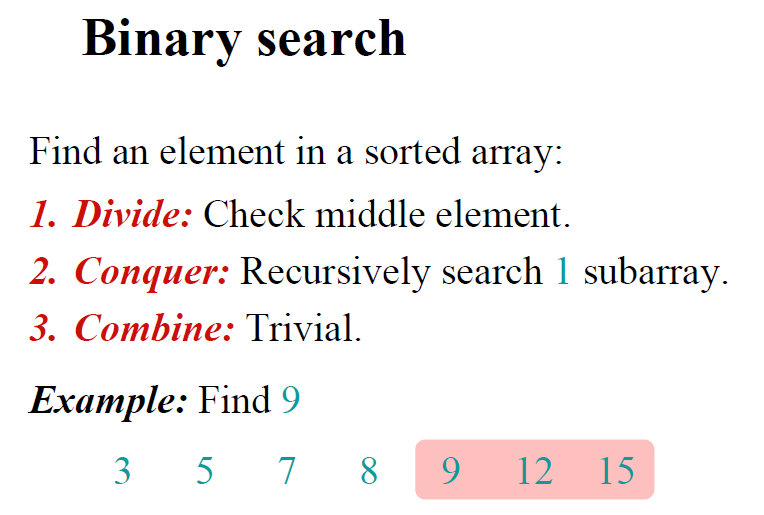 Binary search
Find an element in a sorted array:
1. Divide: Check middle element.
2. Conquer: Recursively search 1 subarray.
3. Combine: Trivial.
Example: Find 9
3 5 7 8 9 12 15